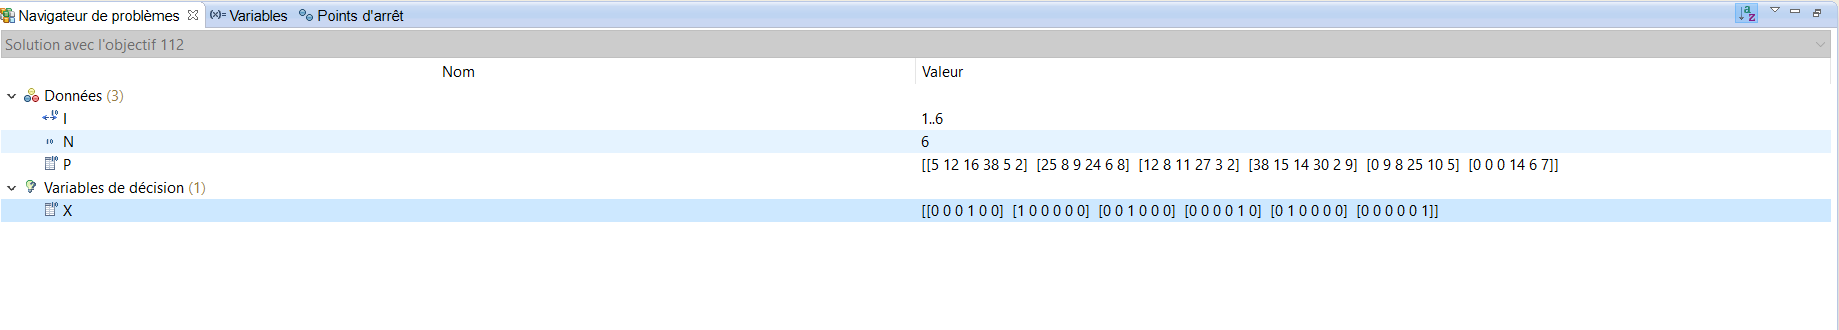 Navigateur de problèmes (x)= Variables Points d'arrêt
Solution avec l'objectif 112
Nom Valeur
Données (3)
I 1..6
N 6
P [[5 12 16 38 5 2] [25 8 9 24 6 8] [12 8 11 27 3 2] [38 15 14 30 2 9] [0 9 8 25 10 5] [0 0 0 14 6 7]]
Variables de décision (1)
X [[0 0 0 1 0 0] [1 0 0 0 0 0] [0 0 1 0 0 0] [0 0 0 0 1 0] [0 1 0 0 0 0] [0 0 0 0 0 1]]